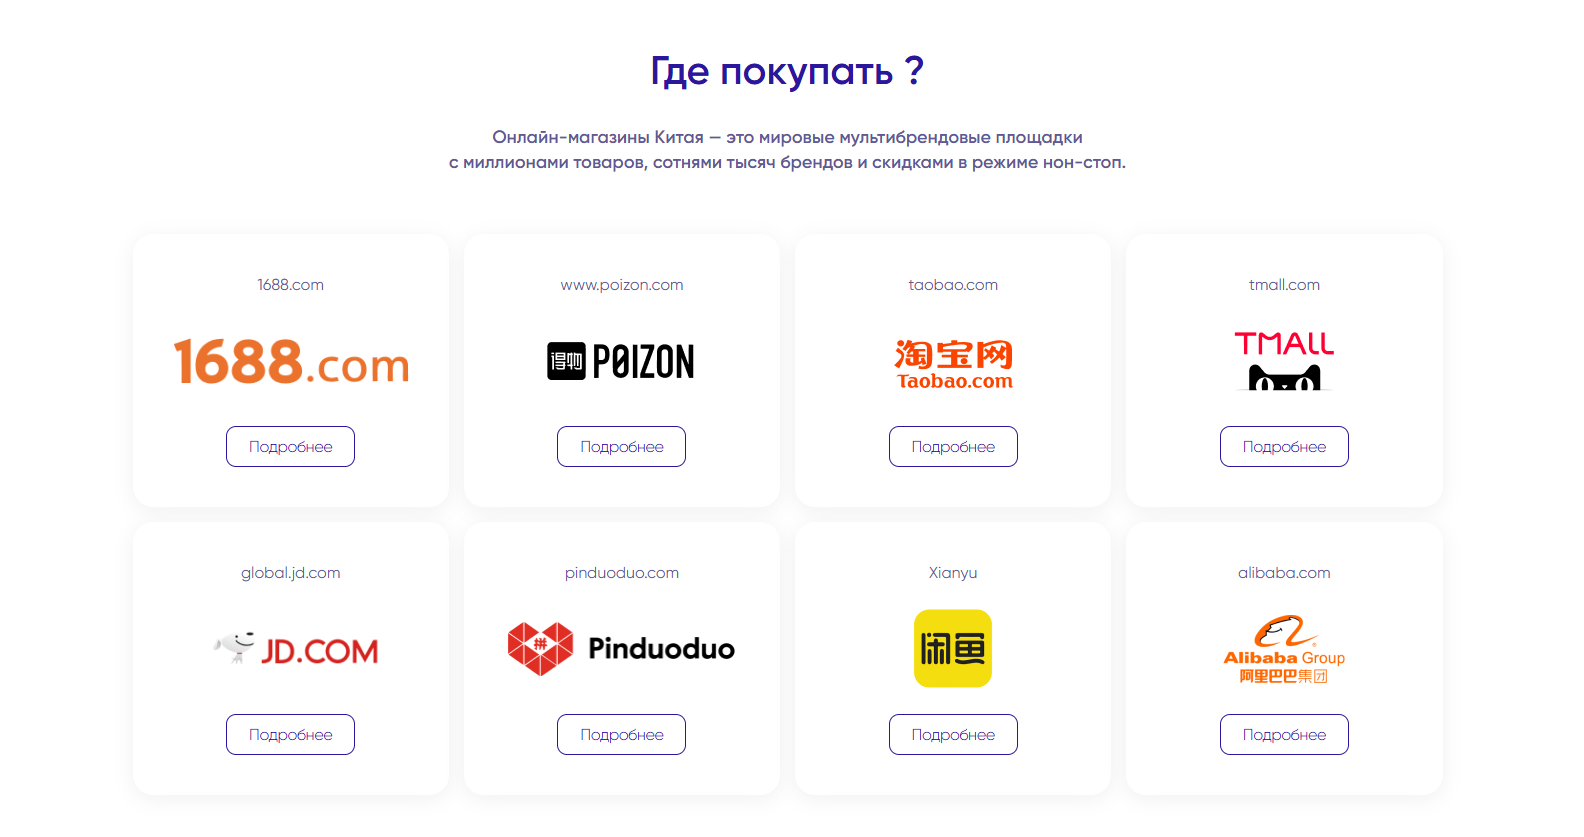 Где покупать ?
Онлайн-магазины Китая — это мировые мультибрендовые площадки
с миллионами товаров, сотнями тысяч брендов и скидками в режиме нон-стоп.
1688.com
1688.com
Подробнее
www.poizon.com
得物 POIZON
Подробнее
taobao.com
淘宝网
Taobao.com
Подробнее
tmall.com
TMALL
Подробнее
global.jd.com
JD.COM
Подробнее
pinduoduo.com
拼 Pinduoduo
Подробнее
Xianyu
闲鱼
Подробнее
alibaba.com
Alibaba Group
阿里巴巴集团
Подробнее